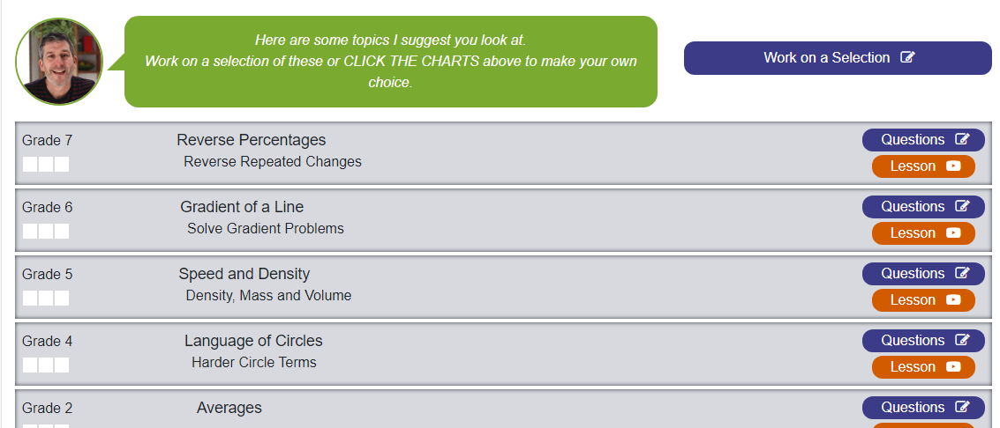 Here are some topics I suggest you look at.
Work on a selection of these or CLICK THE CHARTS above to make your own
choice.
Work on a Selection
Grade 7
Reverse Percentages
Reverse Repeated Changes
Questions
Lesson
Grade 6
Gradient of a Line
Solve Gradient Problems
Questions
Lesson
Grade 5
Speed and Density
Density, Mass and Volume
Questions
Lesson
Grade 4
Language of Circles
Harder Circle Terms
Questions
Lesson
Grade 2
Averages
Questions